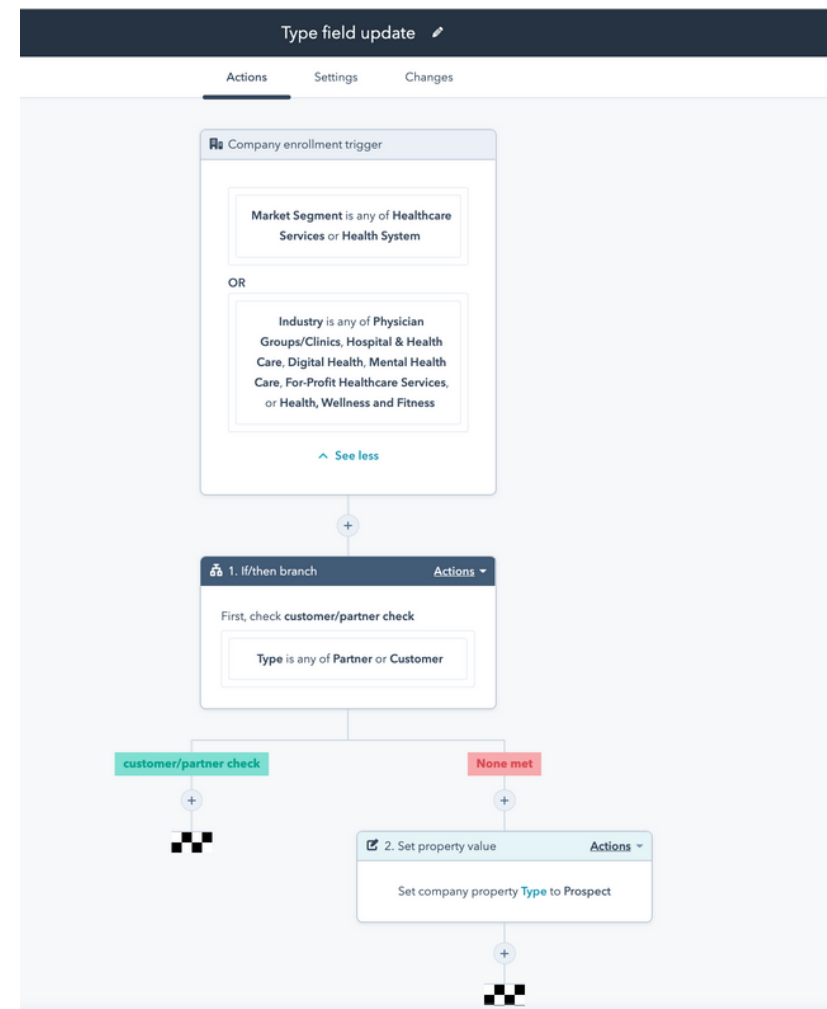 Type field update
Actions
Settings
Changes
Company enrollment trigger
Market Segment is any of Healthcare
Services or Health System
OR
Industry is any of Physician
Groups/Clinics, Hospital & Health
Care, Digital Health, Mental Health
Care, For-Profit Healthcare Services,
or Health, Wellness and Fitness
See less
1. If/then branch
Actions
First, check customer/partner check
Type is any of Partner or Customer
customer/partner check
None met
2. Set property value
Actions
Set company property Type to Prospect